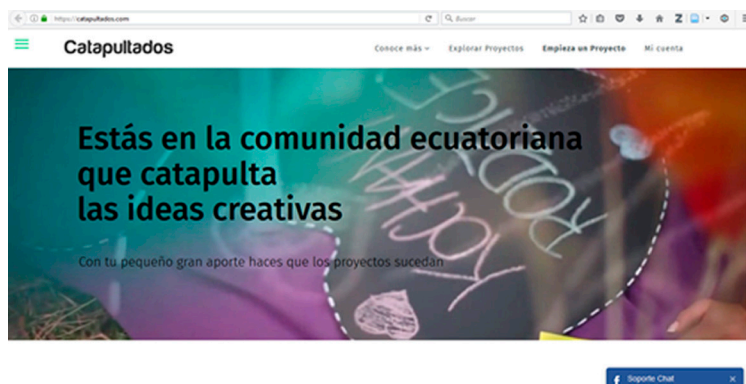 https://catapultados.com
Buscar
Catapultados
Conoce más
Explorar Proyectos
Empieza un Proyecto
Mi cuenta
Estás en la comunidad ecuatoriana
que catapulta
las ideas creativas
Con tu pequeño gran aporte haces que los proyectos sucedan
Soporte Chat